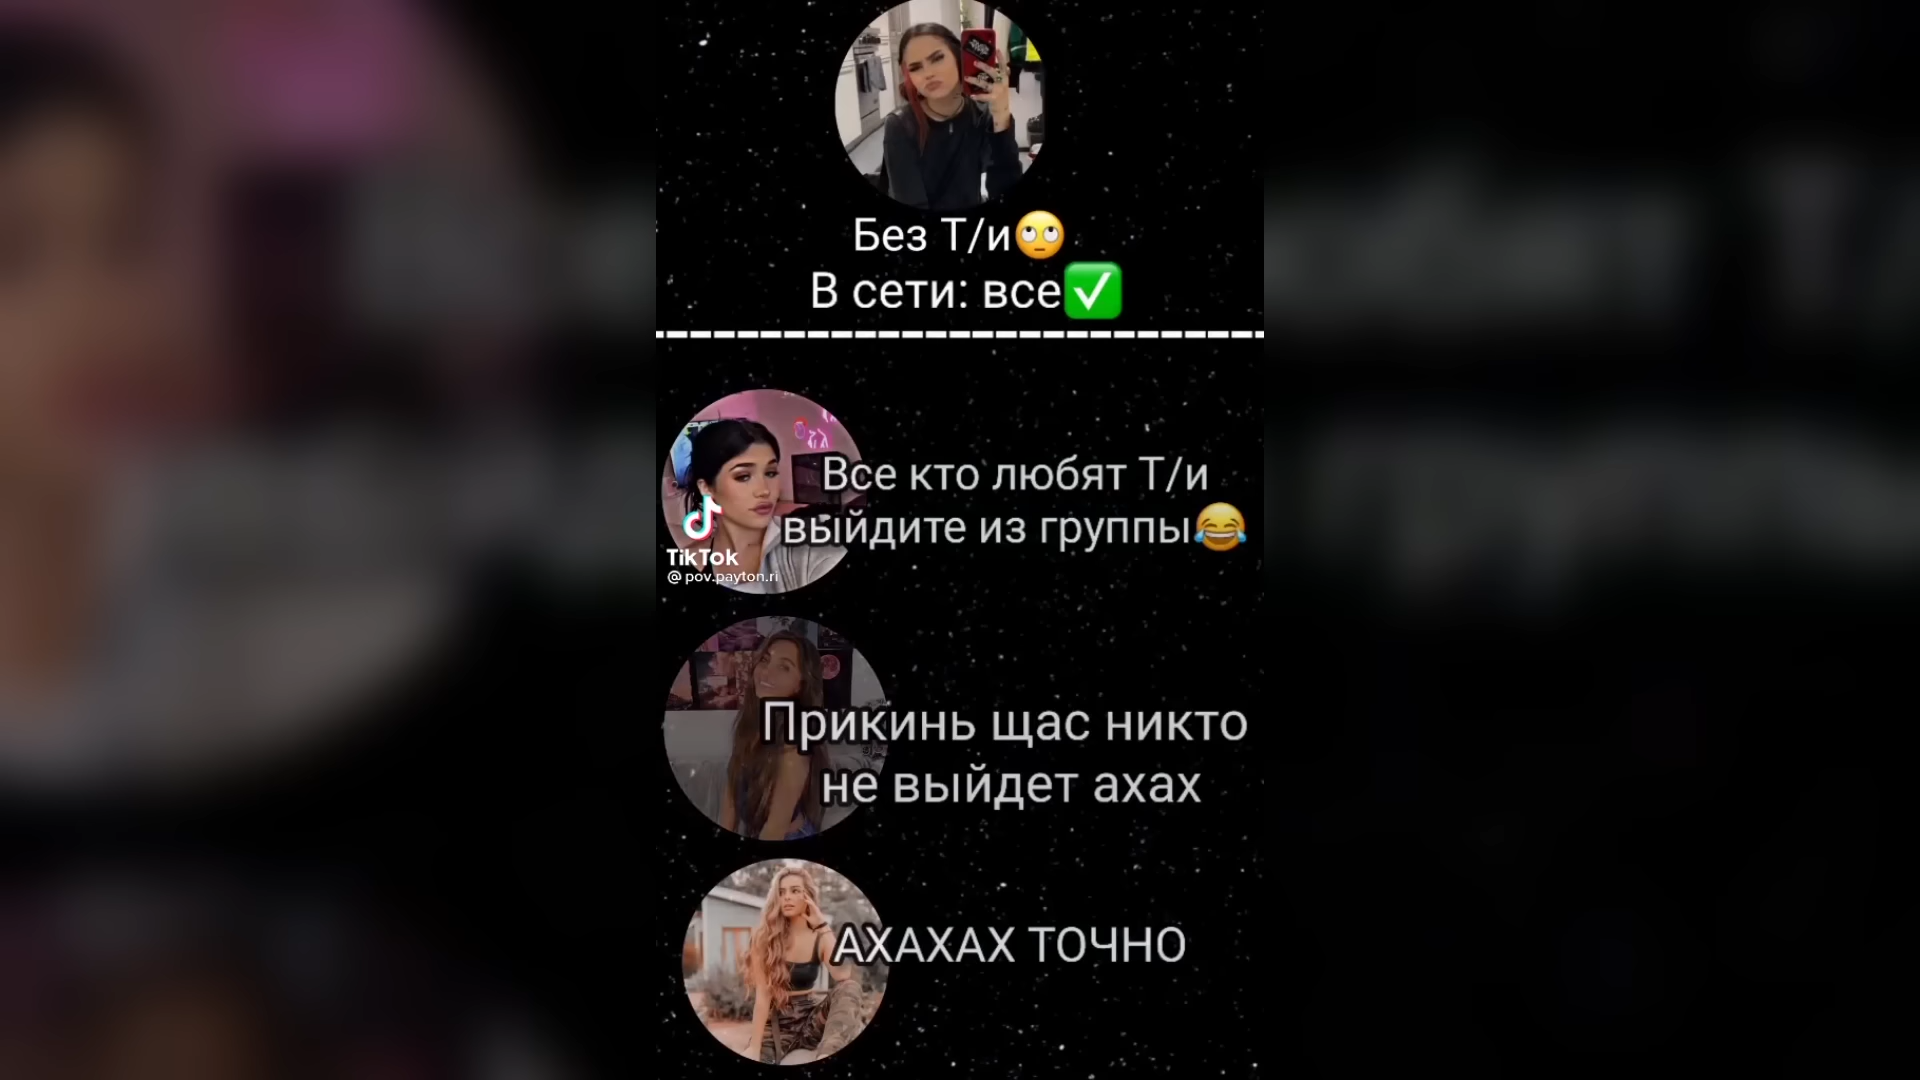 Без Т/и🙄
В сети: все✅
Все кто любят Т/и
выйдите из группы😂
TikTok
@pov.payton.ri
Прикинь щас никто
не выйдет ахах
АХАХАХ ТОЧНО